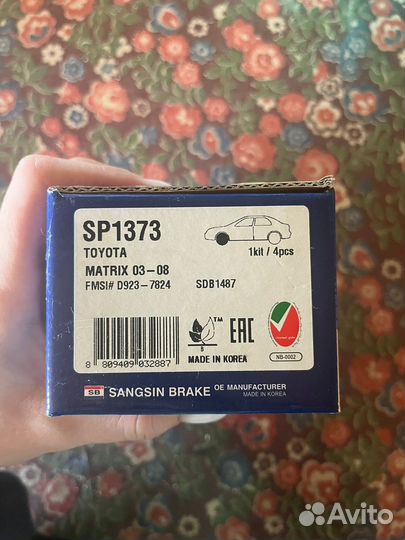 SP1373
TOYOTA
1kit / 4pcs
MATRIX 03-08
FMSI# D923-7824 SDB1487
8 809409 032887
B
MADE IN KOREA
EAC
NB-0002
SB SANGSIN BRAKE OE MANUFACTURER
MADE IN KOREA
Avito